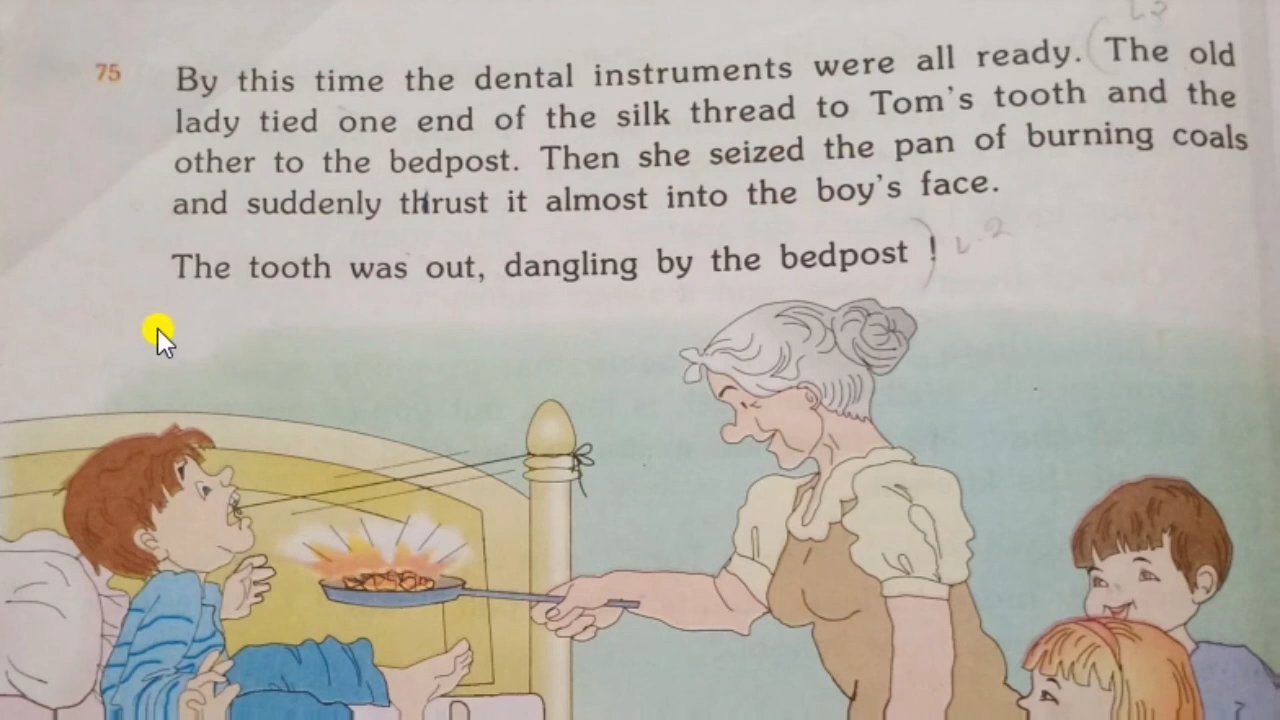 L.2
75 By this time the dental instruments were all ready. (The old
lady tied one end of the silk thread to Tom's tooth and the
other to the bedpost. Then she seized the pan of burning coals
and suddenly thrust it almost into the boy's face.
The tooth was out, dangling by the bedpost !) L.2